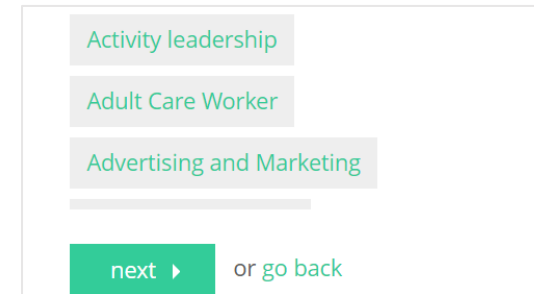 Activity leadership
Adult Care Worker
Advertising and Marketing
next or go back